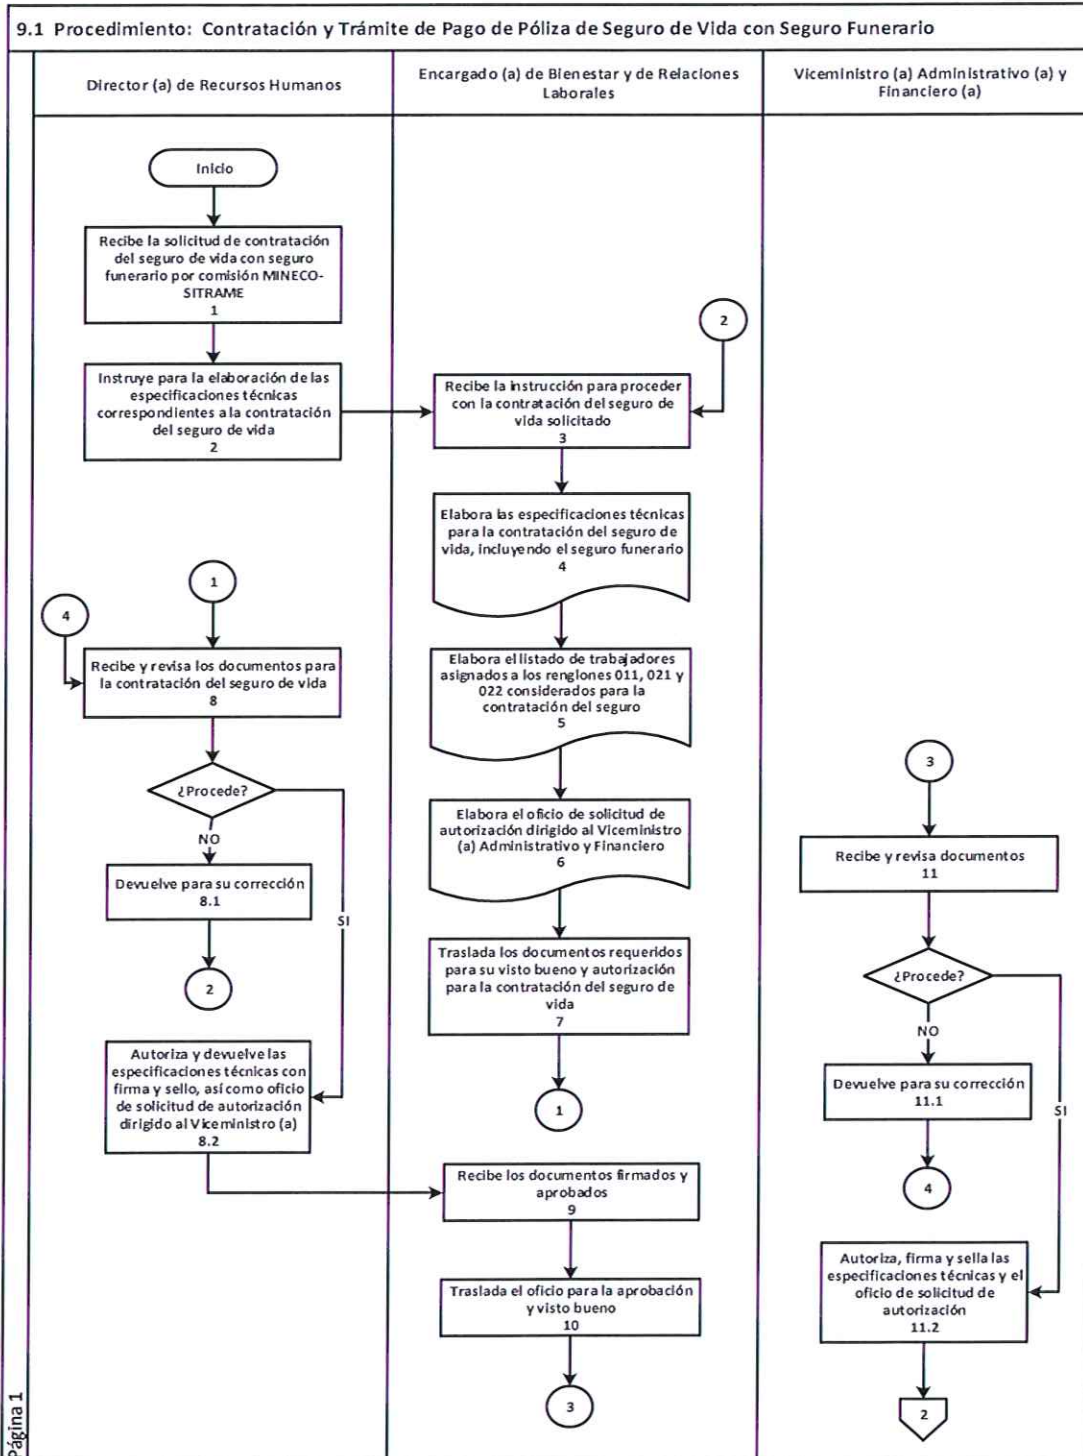 9.1 Procedimiento: Contratación y Trámite de Pago de Póliza de Seguro de Vida con Seguro Funerario
Director (a) de Recursos Humanos
Encargado (a) de Bienestar y de Relaciones
Laborales
Viceministro (a) Administrativo (a) y
Financiero (a)
Inicio
Recibe la solicitud de contratación
del seguro de vida con seguro
funerario por comisión MINECO-
SITRAME
1
Instruye para la elaboración de las
especificaciones técnicas
correspondientes a la contratación
del seguro de vida
2
1
4
Recibe y revisa los documentos para
la contratación del seguro de vida
8
¿Procede?
NO
SI
Devuelve para su corrección
8.1
2
Autoriza y devuelve las
especificaciones técnicas con
firma y sello, así como oficio
de solicitud de autorización
dirigido al Viceministro (a)
8.2
2
Recibe la instrucción para proceder
con la contratación del seguro de
vida solicitado
3
Elabora las especificaciones técnicas
para la contratación del seguro de
vida, incluyendo el seguro funerario
4
Elabora el listado de trabajadores
asignados a los renglones 011, 021 y
022 considerados para la
contratación del seguro
5
Elabora el oficio de solicitud de
autorización dirigido al Viceministro
(a) Administrativo y Financiero
6
Traslada los documentos requeridos
para su visto bueno y autorización
para la contratación del seguro de
vida
7
1
Recibe los documentos firmados y
aprobados
9
Traslada el oficio para la aprobación
y visto bueno
10
3
3
Recibe y revisa documentos
11
¿Procede?
NO
SI
Devuelve para su corrección
11.1
4
Autoriza, firma y sella las
especificaciones técnicas y el
oficio de solicitud de
autorización
11.2
2
Página 1